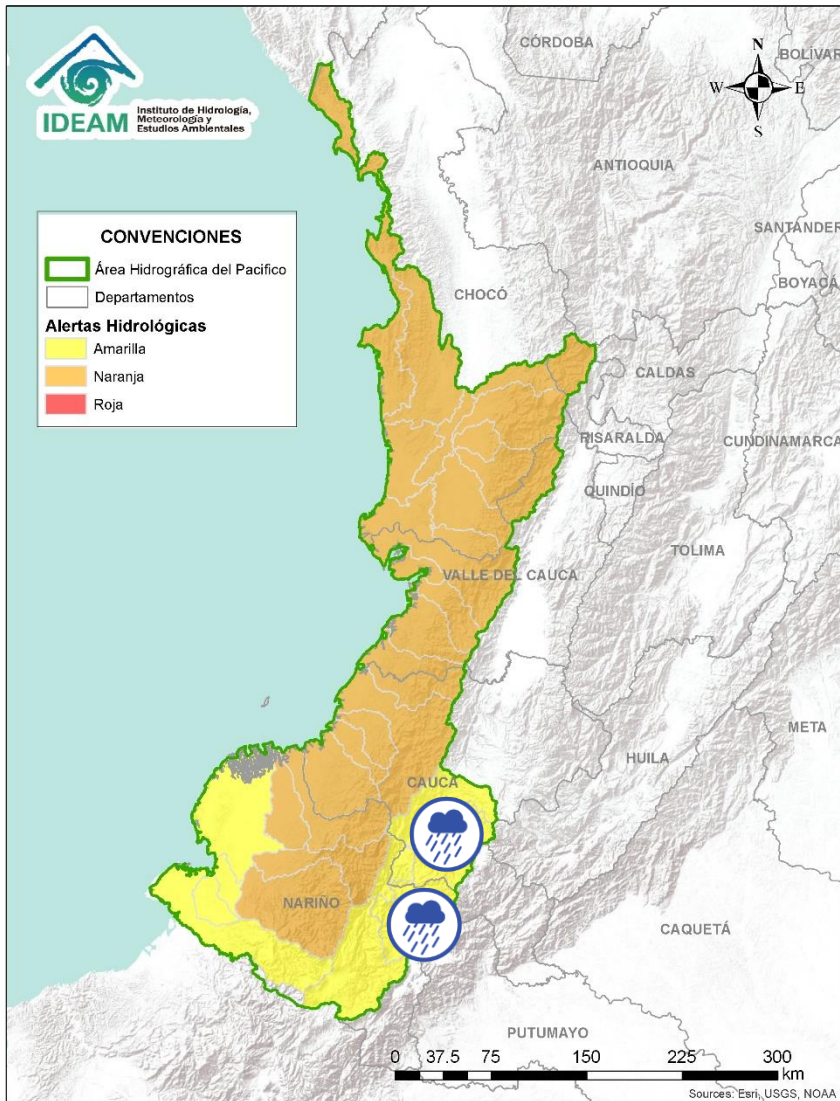 IDEAM
Instituto de Hidrología,
Meteorología y
Estudios Ambientales
CÓRDOBA
BOLÍVAR
N
W E
S
ANTIOQUIA
SANTANDER
CONVENCIONES
Área Hidrográfica del Pacifico
Departamentos
Alertas Hidrológicas
Amarilla
Naranja
Roja
BOYACÁ
CHOCÓ
CALDAS
RISARALDA
CUNDINAMARCA
QUINDÍO
TOLIMA
VALLE DEL CAUCA
META
HUILA
CAUCA
NARIÑO
CAQUETÁ
PUTUMAYO
0 37.5 75 150 225 300
km
Sources: Esri, USGS, NOAA